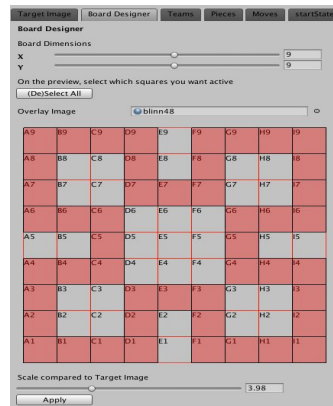 Target Image Board Designer Teams Pieces Moves startState
Board Designer
Board Dimensions
X 9
Y 9
On the preview, select which squares you want active
(De)Select All
Overlay Image blinn48
A9 B9 C9 D9 E9 F9 G9 H9 I9
A8 B8 C8 D8 E8 F8 G8 H8 I8
A7 B7 C7 D7 E7 F7 G7 H7 I7
A6 B6 C6 D6 E6 F6 G6 H6 I6
A5 B5 C5 D5 E5 F5 G5 H5 I5
A4 B4 C4 D4 E4 F4 G4 H4 I4
A3 B3 C3 D3 E3 F3 G3 H3 I3
A2 B2 C2 D2 E2 F2 G2 H2 I2
A1 B1 C1 D1 E1 F1 G1 H1 I1
Scale compared to Target Image
3.98
Apply